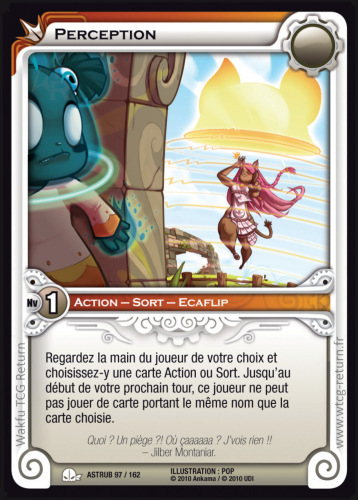 PERCEPTION
Nv 1
ACTION – SORT – ECAFLIP
Regardez la main du joueur de votre choix et
choisissez-y une carte Action ou Sort. Jusqu'au
début de votre prochain tour, ce joueur ne peut
pas jouer de carte portant le même nom que la
carte choisie.
Quoi ? Un piège ?! Où çaaaaaa ? J'vois rien !!
– Jilber Montaniar.
ASTRUB 97 / 162
ILLUSTRATION : POP
© 2010 Ankama / © 2010 UDI
Wakfu TCG Return
www.wtcg-return.fr